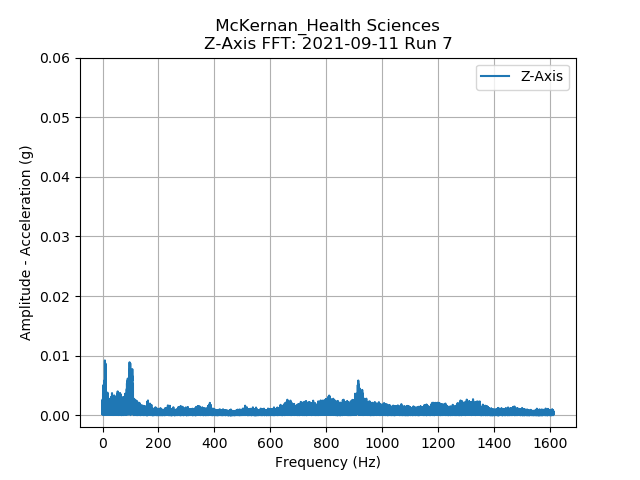 McKernan_Health Sciences
Z-Axis FFT: 2021-09-11 Run 7
Z-Axis
0.06
0.05
0.04
0.03
0.02
0.01
0.00
Amplitude - Acceleration (g)
0 200 400 600 800 1000 1200 1400 1600
Frequency (Hz)